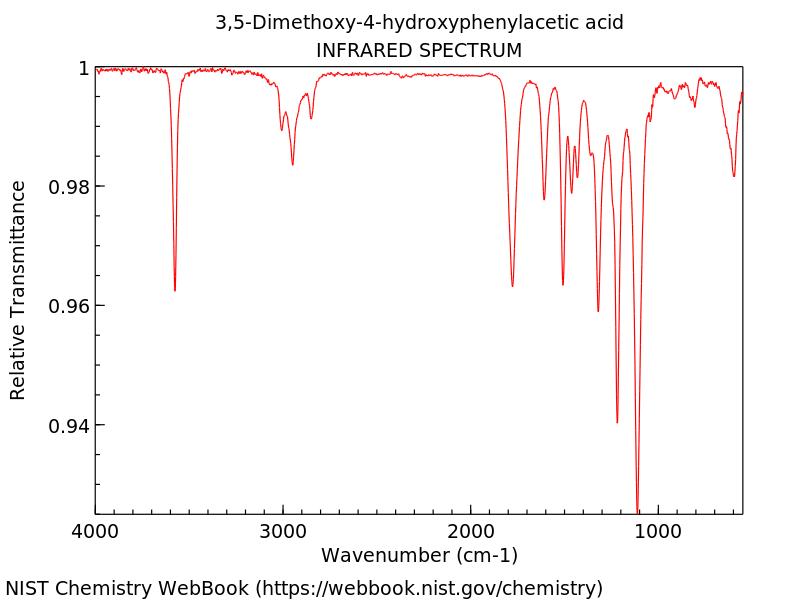 3,5-Dimethoxy-4-hydroxyphenylacetic acid
INFRARED SPECTRUM
1
0.98
0.96
0.94
Relative Transmittance
4000 3000 2000 1000
Wavenumber (cm-1)
NIST Chemistry WebBook (https://webbook.nist.gov/chemistry)